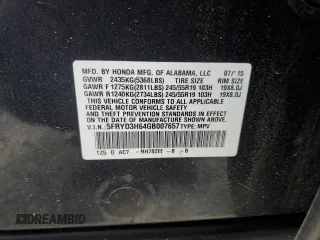 MFD. BY HONDA MFG. OF ALABAMA, LLC 07/'15
GVWR 2435KG(5368LBS) TIRE SIZE RIM SIZE
GAWR F 1275KG(2811LBS) 245/55R19 103H 19X8.0J
GAWR R 1240KG(2734LBS) 245/55R19 103H 19X8.0J
THIS VEHICLE CONFORMS TO ALL APPLICABLE FEDERAL MOTOR
VEHICLE SAFETY AND THEFT PREVENTION STANDARDS IN EFFECT
ON THE DATE OF MANUFACTURE SHOWN ABOVE.
V.I.N.: 5FRYD3H64GB007657 TYPE: MPV
125 G AC7 B B
© DREAMBID